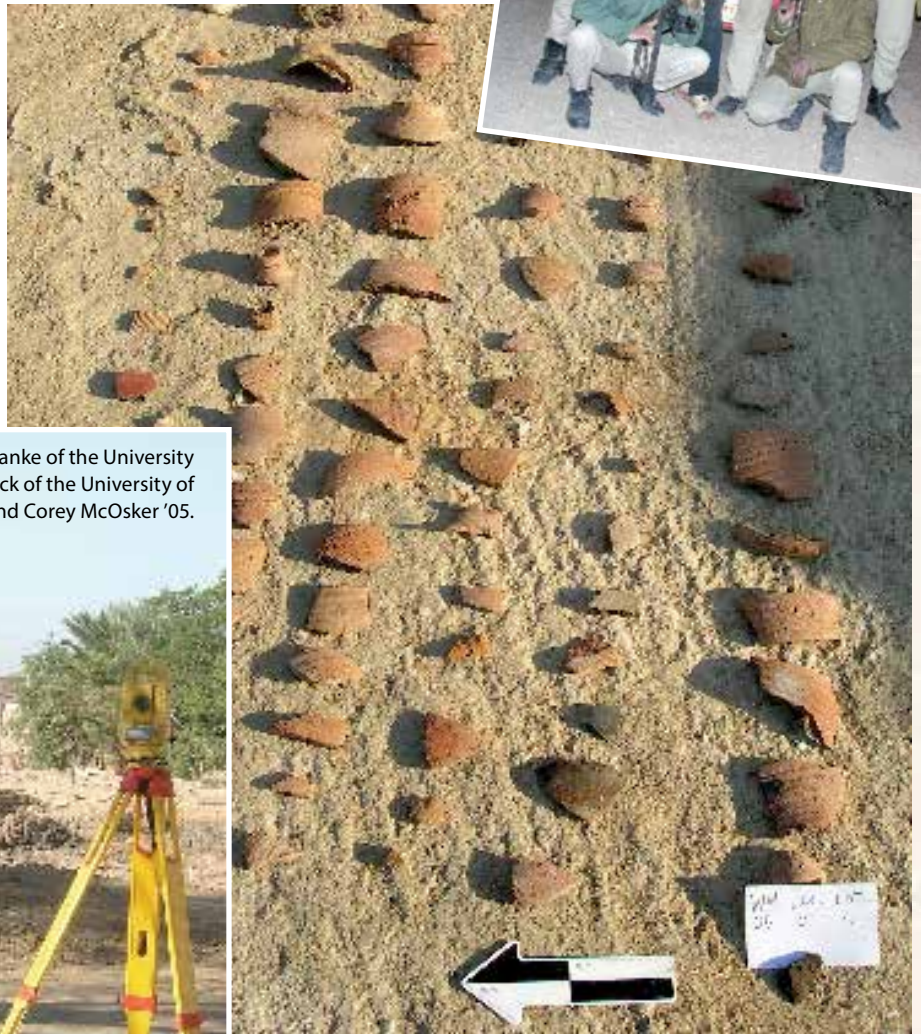 anke of the University
ck of the University of
nd Corey McOsker '05.